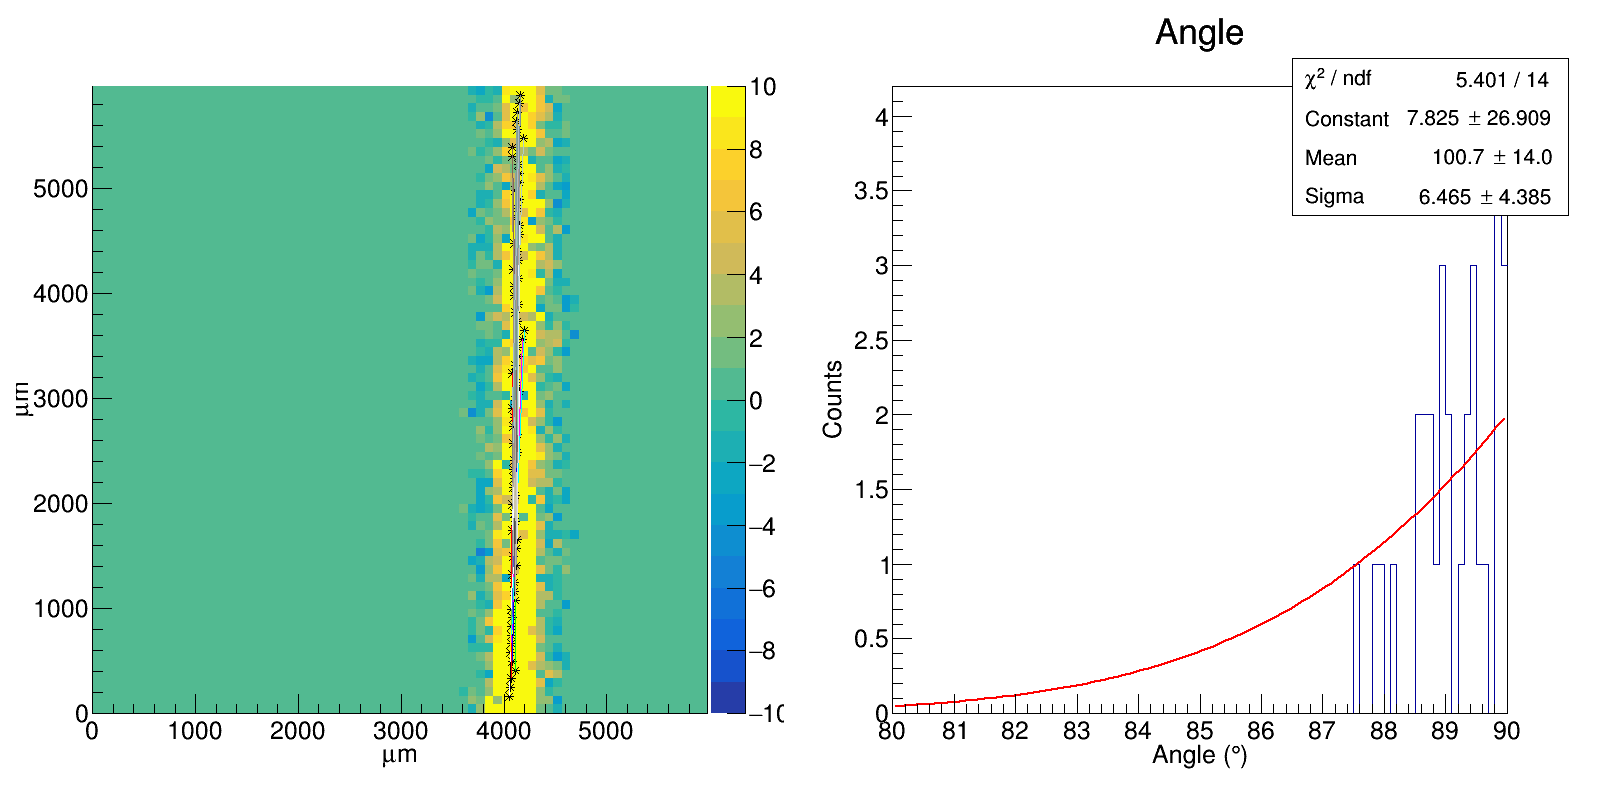 Angle
χ² / ndf 5.401 / 14
Constant 7.825 ± 26.909
Mean 100.7 ± 14.0
Sigma 6.465 ± 4.385
10
8
6
4
2
0
−2
−4
−6
−8
−10
5000
4000
3000
2000
1000
0
μm
0 1000 2000 3000 4000 5000
μm
4
3.5
3
2.5
2
1.5
1
0.5
0
Counts
80 81 82 83 84 85 86 87 88 89 90
Angle (°)